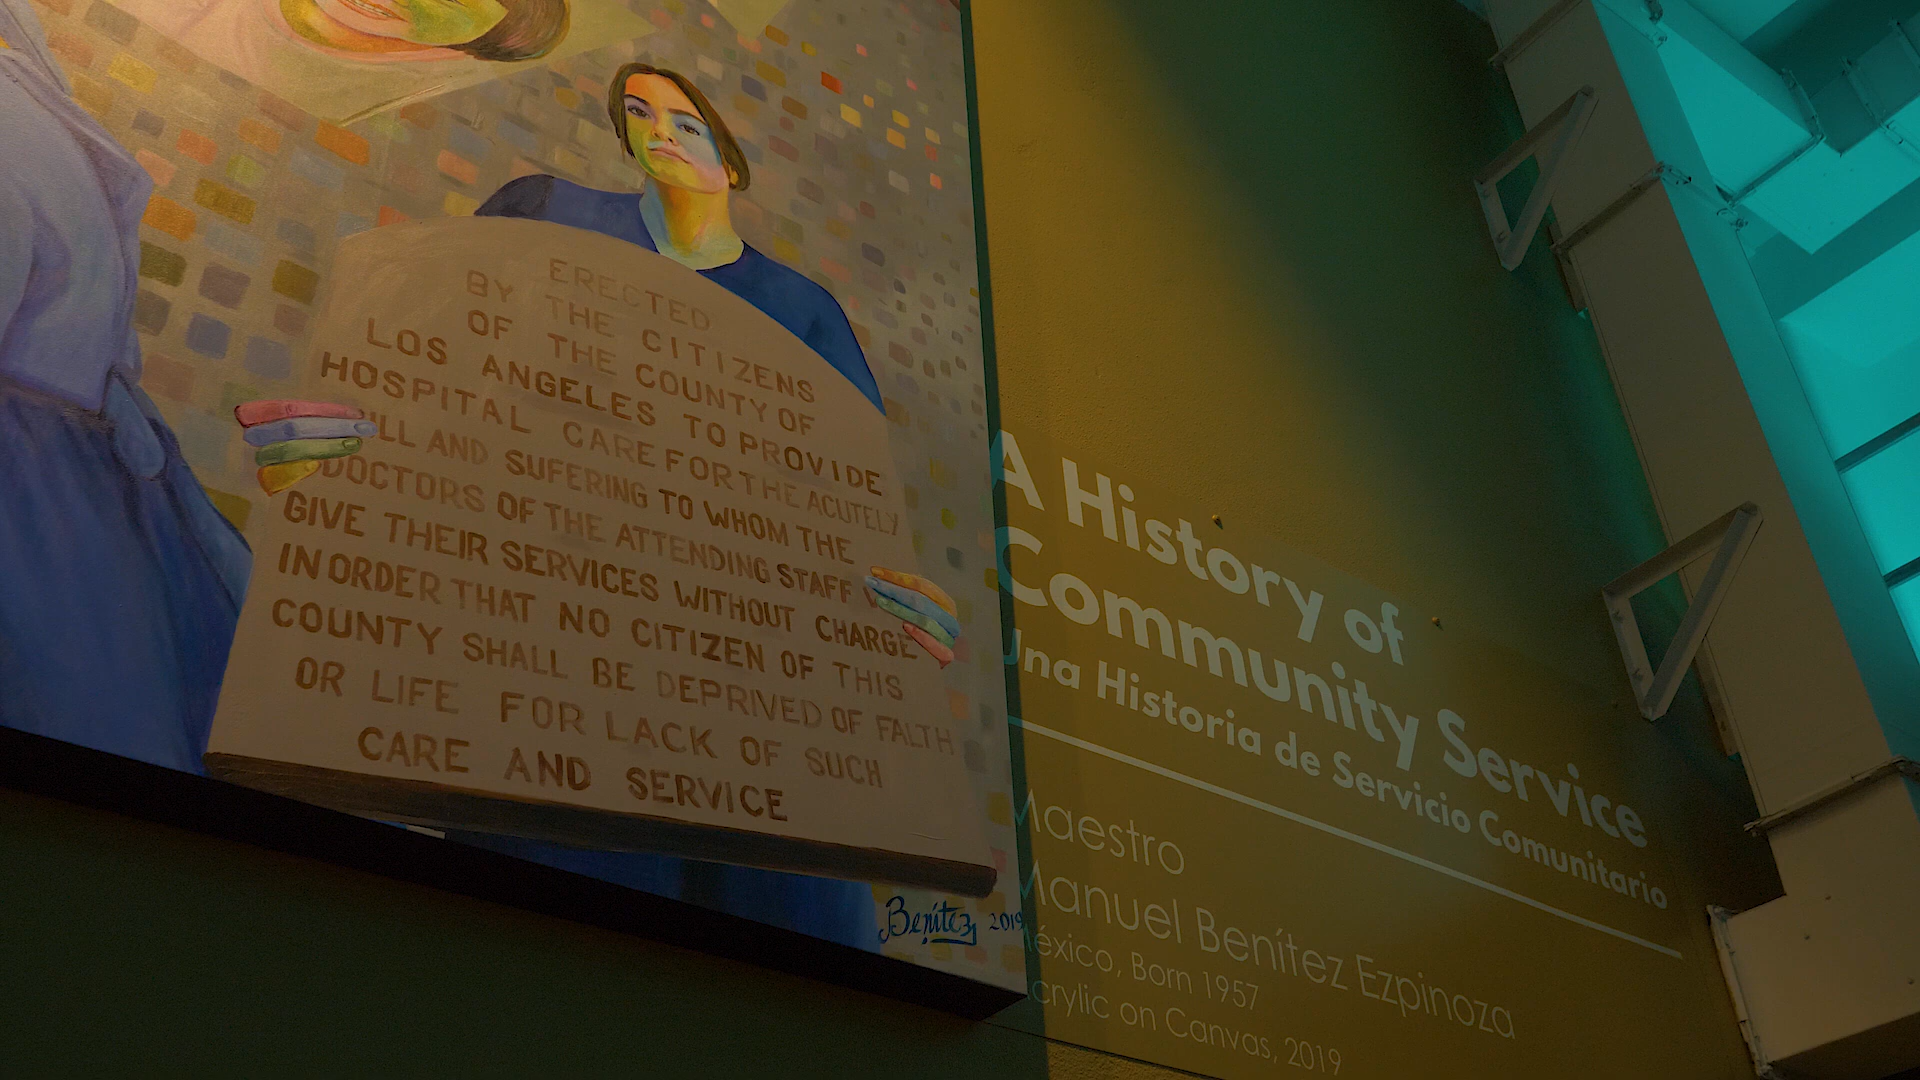 ERECTED
BY THE CITIZENS
OF THE COUNTY OF
LOS ANGELES TO PROVIDE
HOSPITAL CARE FOR THE ACUTELY
ILL AND SUFERING TO WHOM THE
DOCTORS OF THE ATTENDING STAFF
GIVE THEIR SERVICES WITHOUT CHARGE
IN ORDER THAT NO CITIZEN OF THIS
COUNTY SHALL BE DEPRIVED OF FALTH
OR LIFE FOR LACK OF SUCH
CARE AND SERVICE
Benítez 2019
A History of
Community Service
Una Historia de Servicio Comunitario
Maestro
Manuel Benítez Ezpinoza
México, Born 1957
Acrylic on Canvas, 2019